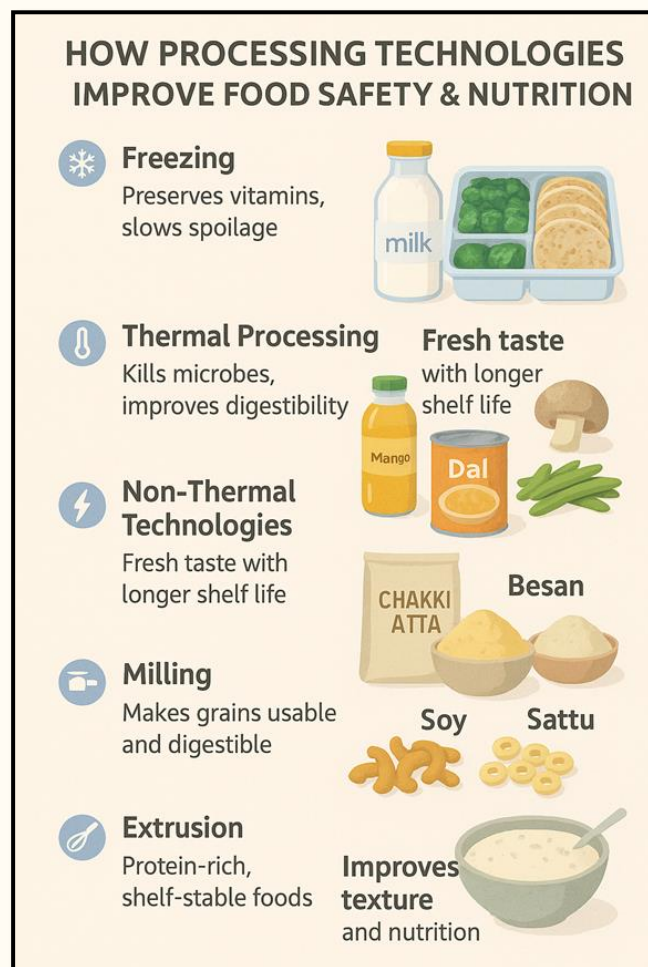 HOW PROCESSING TECHNOLOGIES
IMPROVE FOOD SAFETY & NUTRITION
Freezing
Preserves vitamins,
slows spoilage
milk
Thermal Processing
Kills microbes,
improves digestibility
Fresh taste
with longer
shelf life
Mango
Dal
Non-Thermal
Technologies
Fresh taste with
longer shelf life
CHAKKI
ATTA
Besan
Milling
Makes grains usable
and digestible
Soy
Sattu
Extrusion
Protein-rich,
shelf-stable foods
Improves
texture
and nutrition